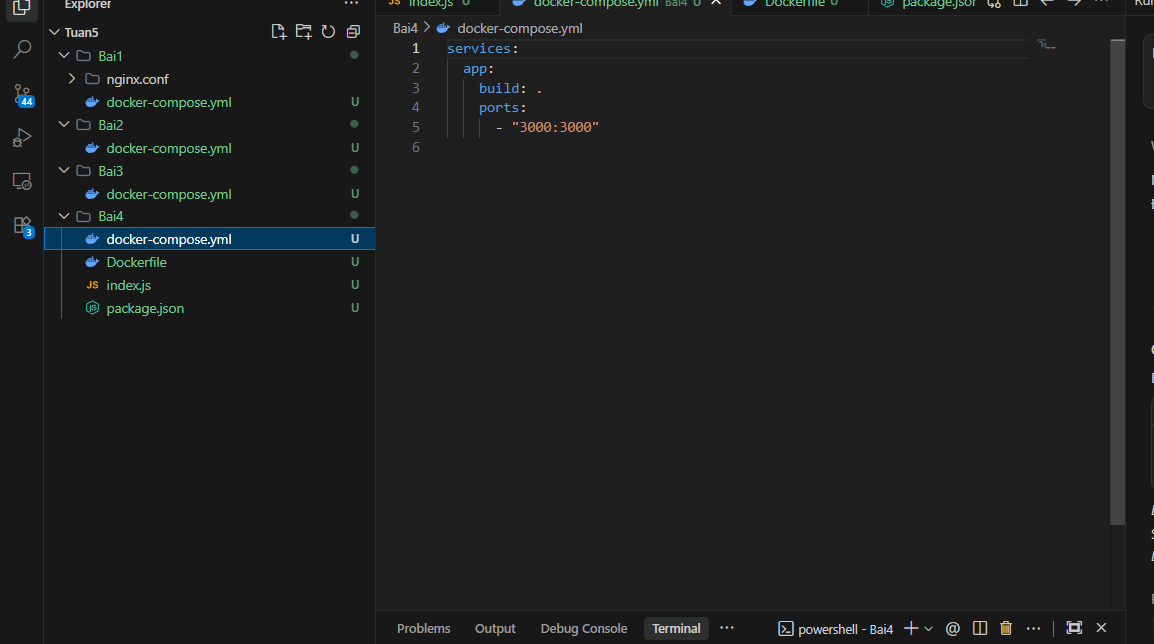 Explorer
Tuan5
Bai1
nginx.conf
docker-compose.yml U
Bai2
docker-compose.yml U
Bai3
docker-compose.yml U
Bai4
docker-compose.yml U
Dockerfile U
JS index.js U
package.json U
44
3
JS index.js U
docker-compose.yml Bai4 U
Dockerfile U
package.json
Bai4 > docker-compose.yml
1 services:
2 app:
3 build: .
4 ports:
5 - "3000:3000"
6
Problems Output Debug Console Terminal ... powershell - Bai4